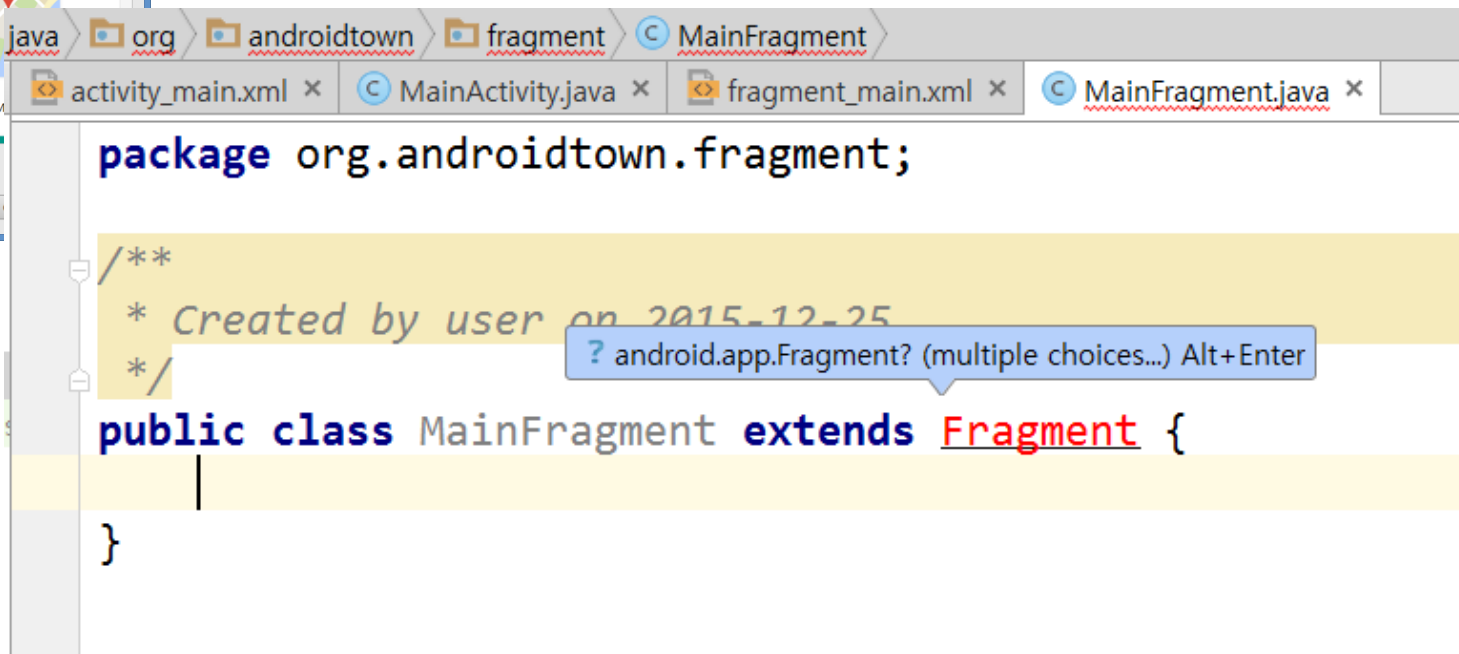 java org androidtown fragment C MainFragment
activity_main.xml × C MainActivity.java × fragment_main.xml × C MainFragment.java ×
package org.androidtown.fragment;
/**
* Created by user on 2015-12-25
? android.app.Fragment? (multiple choices...) Alt+Enter
*/
public class MainFragment extends Fragment {
}